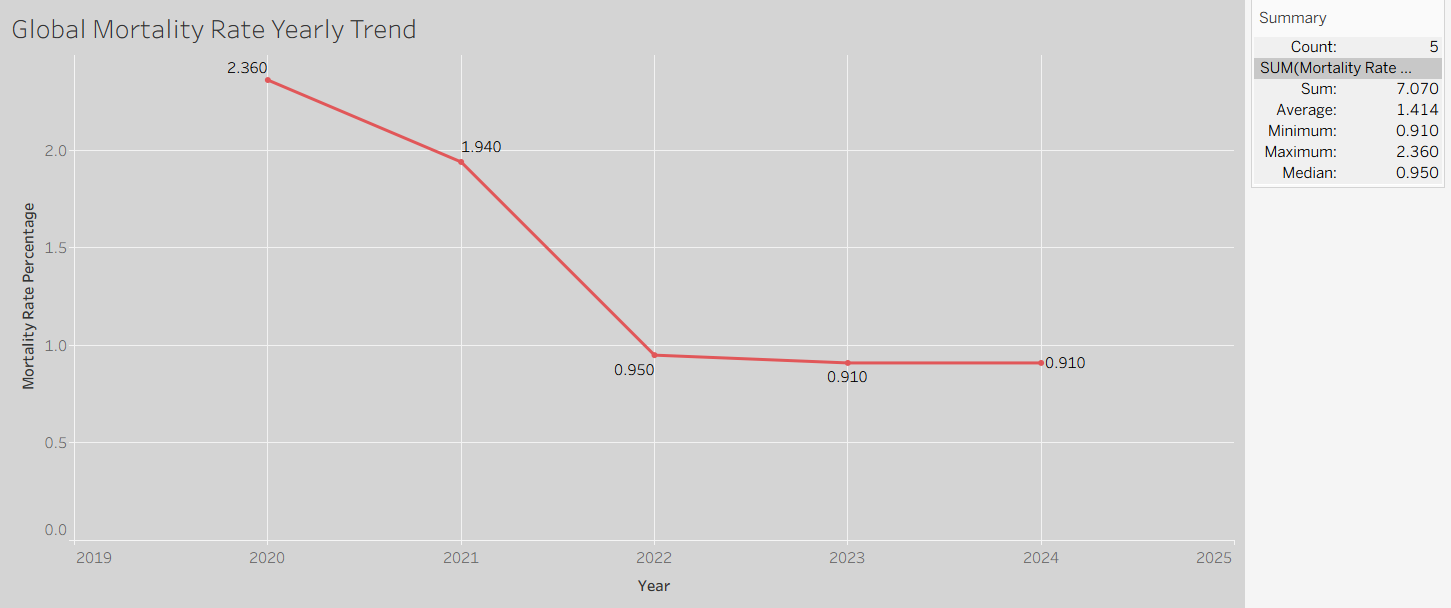 Global Mortality Rate Yearly Trend
2.360
1.940
0.950
0.910
0.910
Mortality Rate Percentage
2.0
1.5
1.0
0.5
0.0
2019 2020 2021 2022 2023 2024 2025
Year
Summary
Count: 5
SUM(Mortality Rate ...
Sum: 7.070
Average: 1.414
Minimum: 0.910
Maximum: 2.360
Median: 0.950